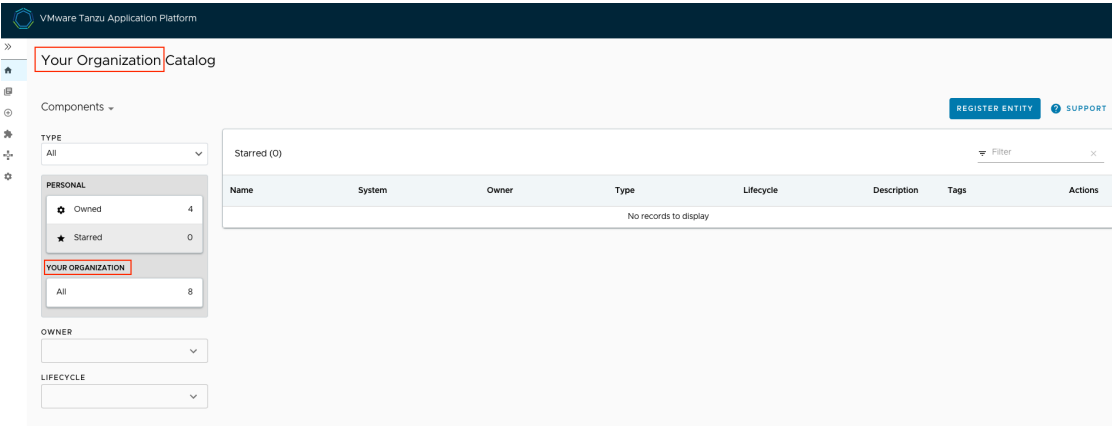 VMware Tanzu Application Platform
Your Organization Catalog
Components
REGISTER ENTITY
SUPPORT
TYPE
All
Starred (0)
Filter
PERSONAL
Name System Owner Type Lifecycle Description Tags Actions
Owned 4
No records to display
Starred 0
YOUR ORGANIZATION
All 8
OWNER
LIFECYCLE